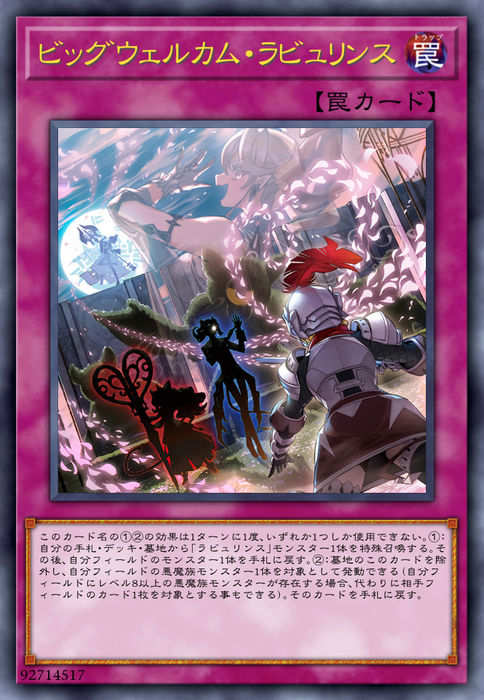 ビッグウェルカム・ラビュリンス
トラップ
罠
【罠カード】
このカード名の①②の効果は1ターンに1度、いずれか1つしか使用できない。①:
自分の手札・デッキ・墓地から「ラビュリンス」モンスター1体を特殊召喚する。そ
の後、自分フィールドのモンスター1体を手札に戻す。②:墓地のこのカードを除
外し、自分フィールドの悪魔族モンスター1体を対象として発動できる(自分フ
ィールドにレベル8以上の悪魔族モンスターが存在する場合、代わりに相手フ
ィールドのカード1枚を対象とする事もできる)。そのカードを手札に戻す。
92714517